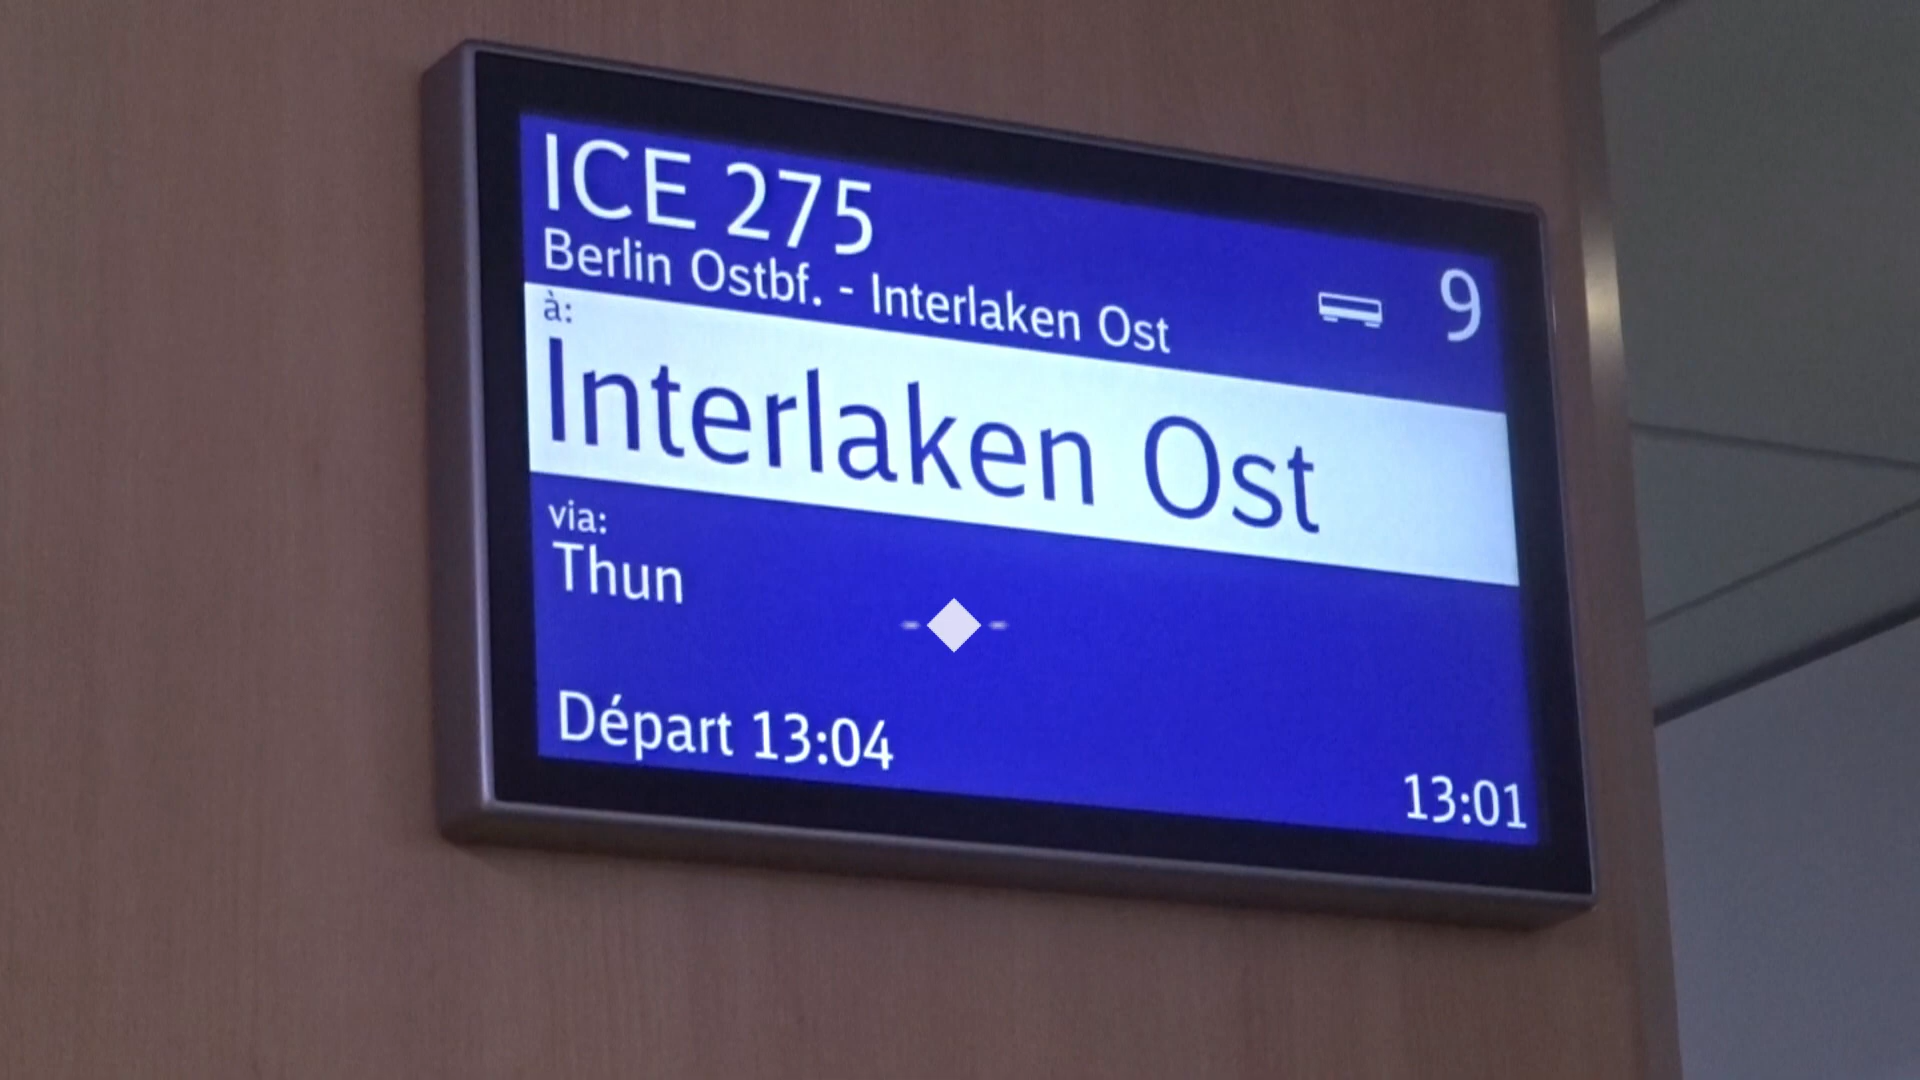 ICE 275
Berlin Ostbf. - Interlaken Ost
9
à:
Interlaken Ost
via:
Thun
Départ 13:04
13:01